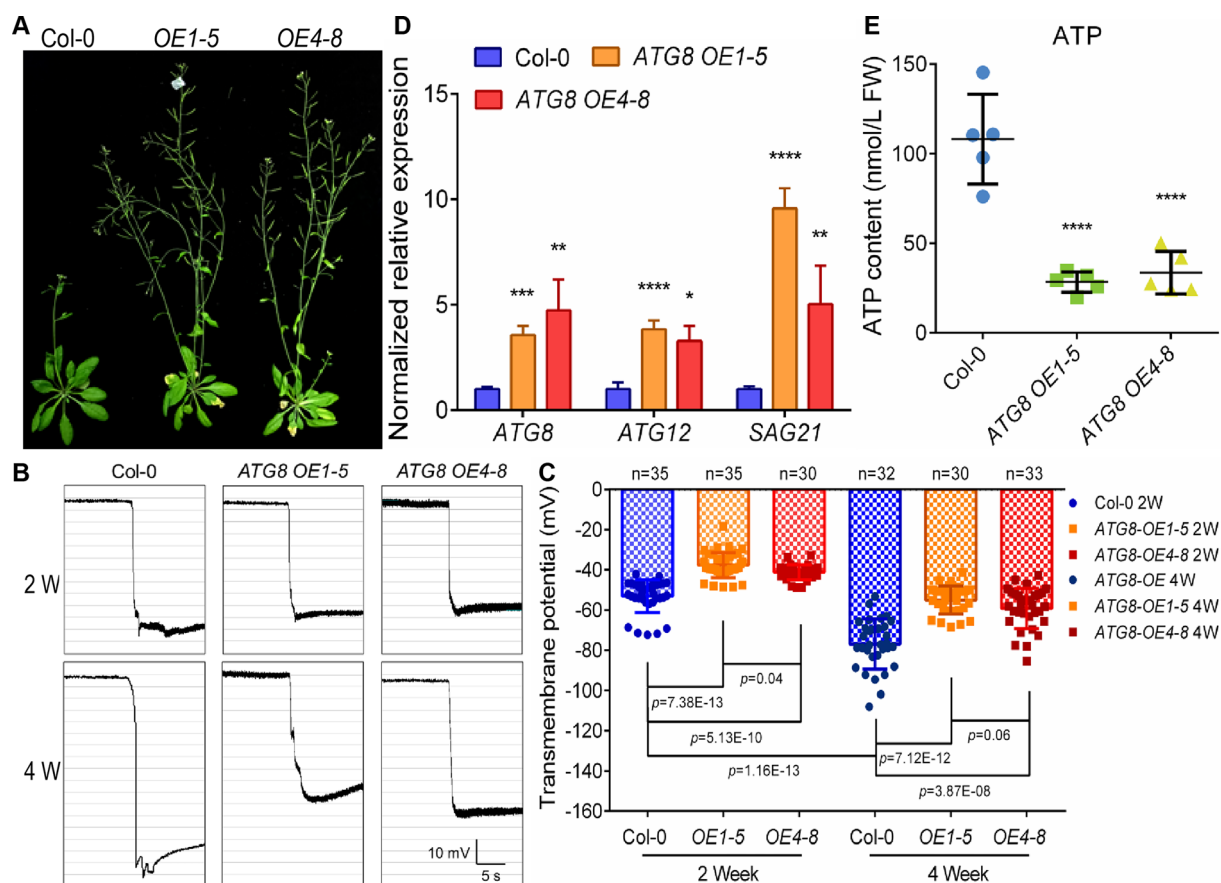 A
Col-0 OE1-5 OE4-8
D
Col-0 ATG8 OE1-5
ATG8 OE4-8
Normalized relative expression
15
10
5
0
*** **
**** *
**** **
ATG8 ATG12 SAG21
E
ATP
ATP content (nmol/L FW)
150
100
50
0
**** ****
Col-0 ATG8 OE1-5 ATG8 OE4-8
B
Col-0 ATG8 OE1-5 ATG8 OE4-8
2 W
4 W
10 mV
5 s
C
n=35 n=35 n=30 n=32 n=30 n=33
Transmembrane potential (mV)
0
-20
-40
-60
-80
-100
-120
-140
-160
p=0.04
p=7.38E-13
p=5.13E-10
p=1.16E-13
p=0.06
p=7.12E-12
p=3.87E-08
Col-0 OE1-5 OE4-8 Col-0 OE1-5 OE4-8
2 Week 4 Week
Col-0 2W
ATG8-OE1-5 2W
ATG8-OE4-8 2W
ATG8-OE 4W
ATG8-OE1-5 4W
ATG8-OE4-8 4W